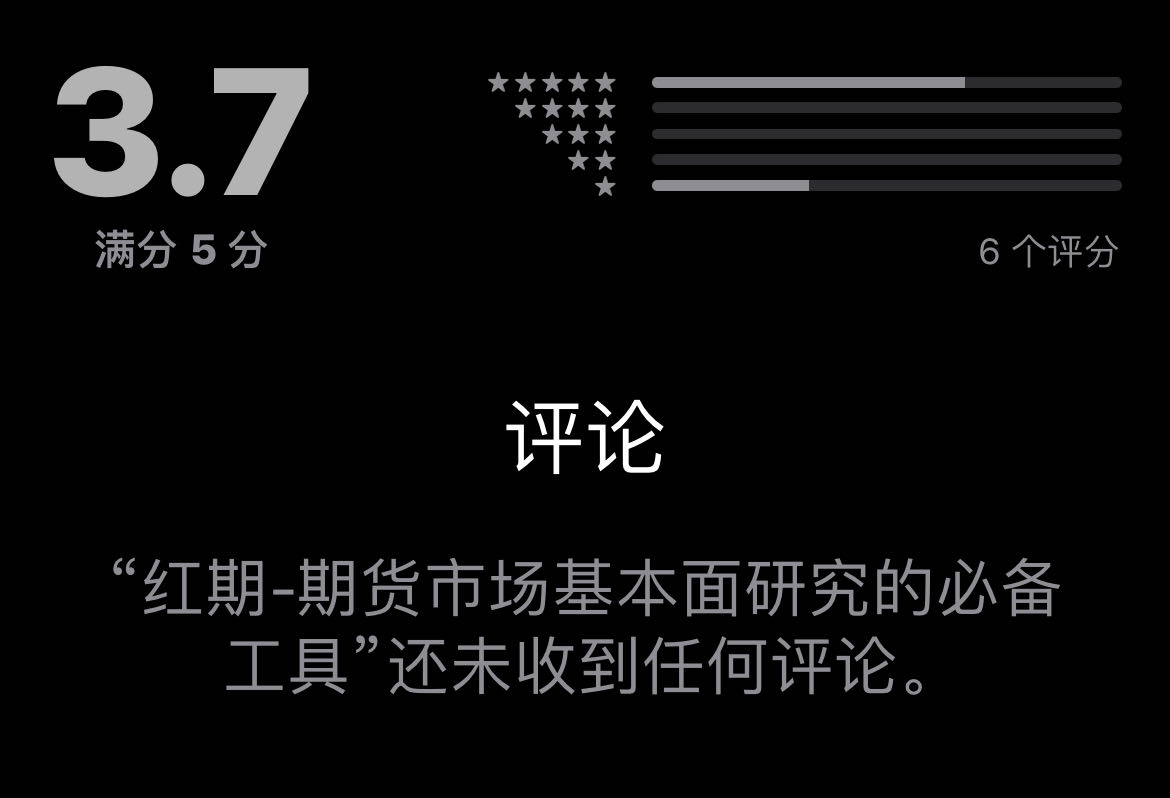 3.7
满分 5 分
6 个评分
评论
“红期-期货市场基本面研究的必备
工具”还未收到任何评论。